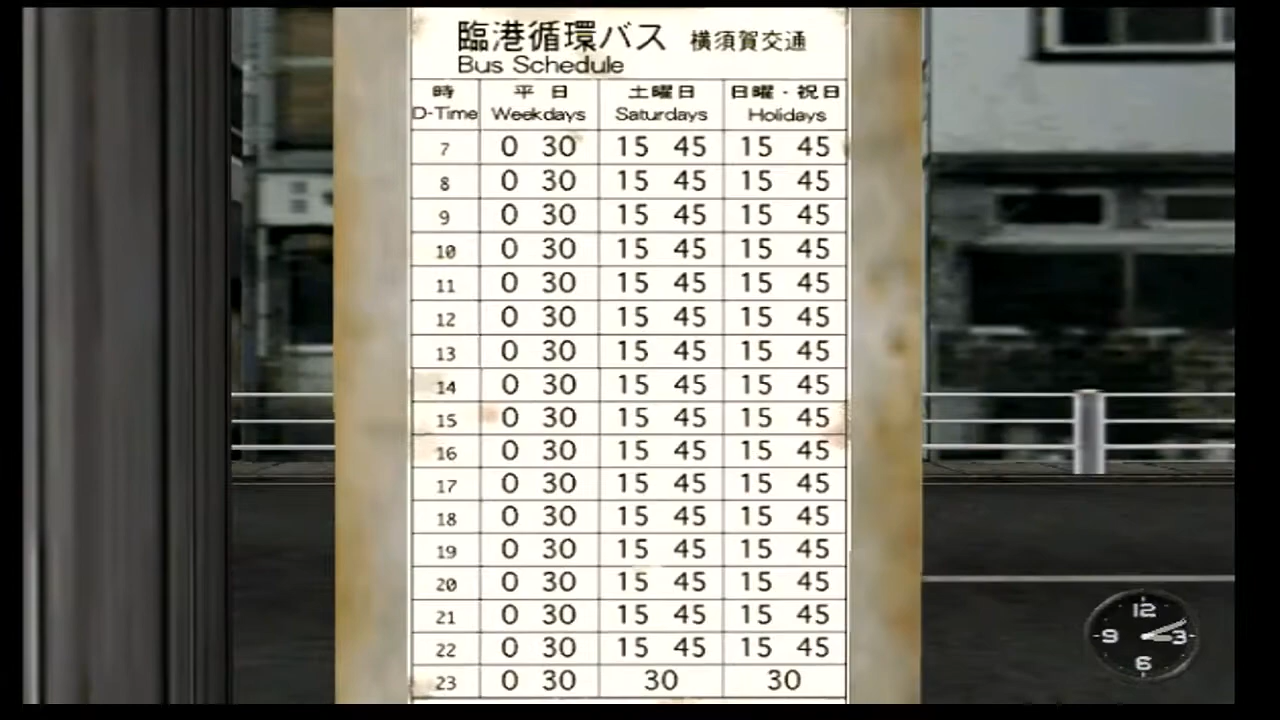 臨港循環バス 横須賀交通
Bus Schedule
時 平日 土曜日 日曜・祝日
D-Time Weekdays Saturdays Holidays
7 0 30 15 45 15 45
8 0 30 15 45 15 45
9 0 30 15 45 15 45
10 0 30 15 45 15 45
11 0 30 15 45 15 45
12 0 30 15 45 15 45
13 0 30 15 45 15 45
14 0 30 15 45 15 45
15 0 30 15 45 15 45
16 0 30 15 45 15 45
17 0 30 15 45 15 45
18 0 30 15 45 15 45
19 0 30 15 45 15 45
20 0 30 15 45 15 45
21 0 30 15 45 15 45
22 0 30 15 45 15 45
23 0 30 30 30
12
9 3
6